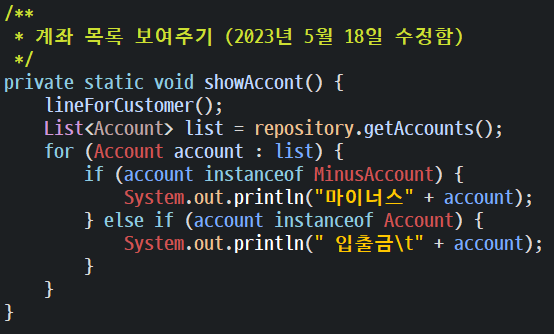 /**
 * 계좌 목록 보여주기 (2023년 5월 18일 수정함)
 */
private static void showAccont() {
    lineForCustomer();
    List<Account> list = repository.getAccounts();
    for (Account account : list) {
        if (account instanceof MinusAccount) {
            System.out.println("마이너스" + account);
        } else if (account instanceof Account) {
            System.out.println(" 입출금\t" + account);
        }
    }
}